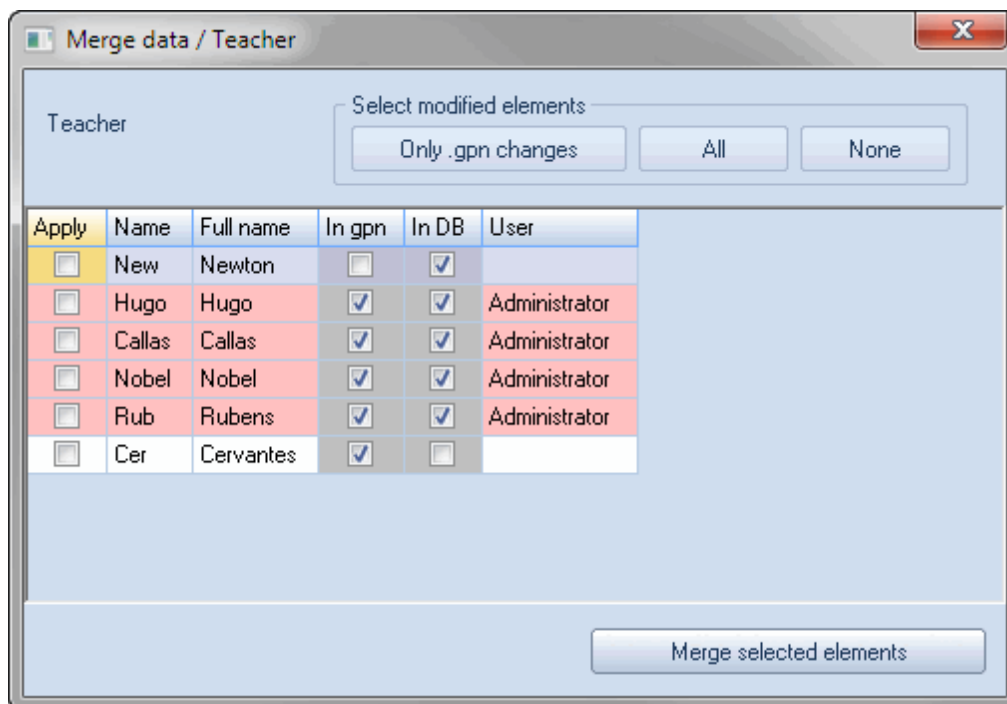 Merge data / Teacher
Teacher
Select modified elements
Only .gpn changes All None
Apply Name Full name In gpn In DB User
New Newton
Hugo Hugo Administrator
Callas Callas Administrator
Nobel Nobel Administrator
Rub Rubens Administrator
Cer Cervantes
Merge selected elements